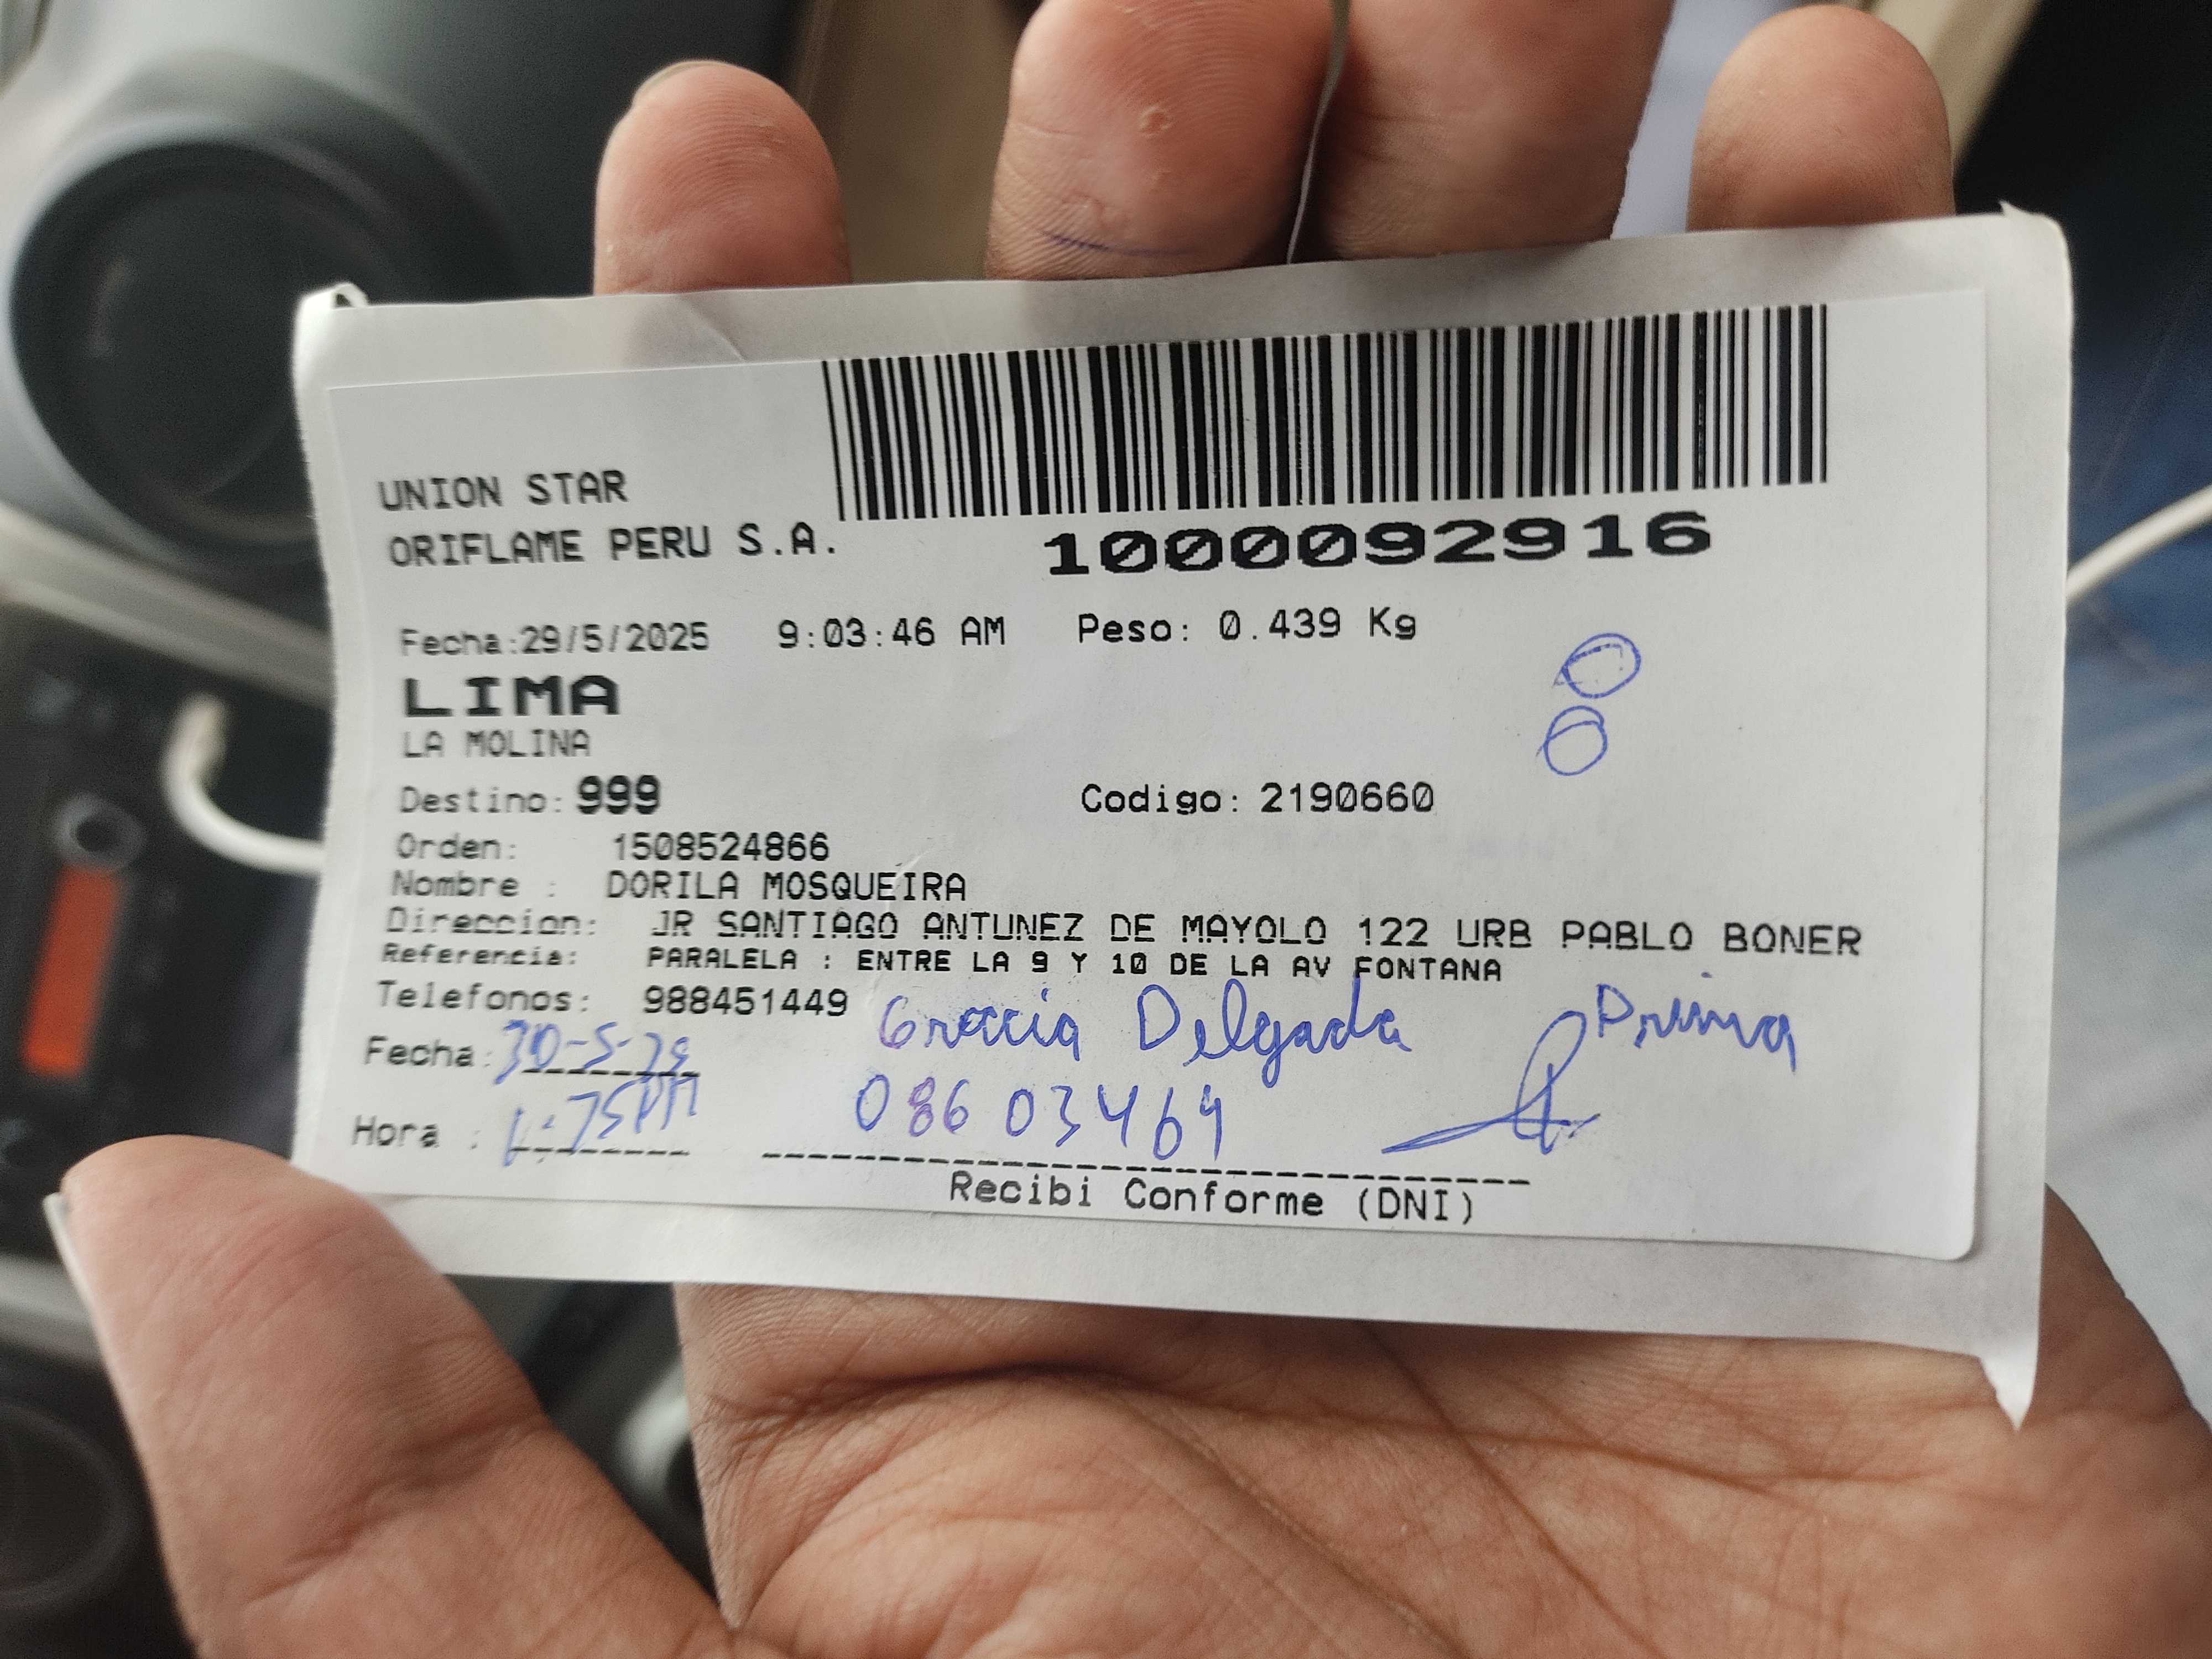 UNION STAR
ORIFLAME PERU S.A.
1000092916
Fecha:29/5/2025 9:03:46 AM Peso: 0.439 Kg
LIMA
LA MOLINA
Destino: 999 Codigo: 2190660
Orden: 1508524866
Nombre : DORILA MOSQUEIRA
Direccion: JR SANTIAGO ANTUNEZ DE MAYOLO 122 URB PABLO BONER
Referencia: PARALELA : ENTRE LA 9 Y 10 DE LA AV FONTANA
Telefonos: 988451449
Delgada Prima
Fecha:
08603469
Hora :
Recibi Conforme (DNI)